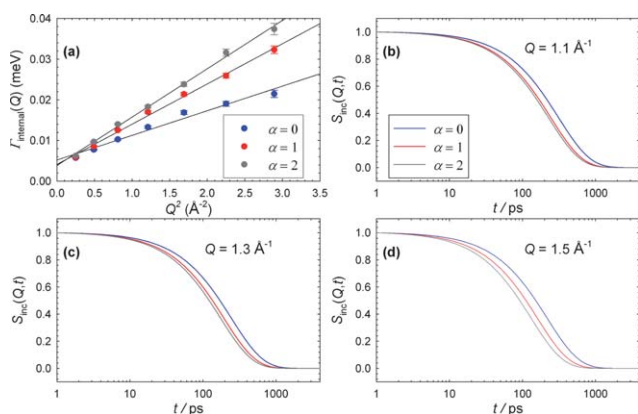 (a)
Γinternal(Q) (meV)
0.04
0.03
0.02
0.01
0.00
α = 0
α = 1
α = 2
0.0 0.5 1.0 1.5 2.0 2.5 3.0 3.5
Q² (Å⁻²)
(b)
Q = 1.1 Å⁻¹
Sinc(Q,t)
1.0
0.8
0.6
0.4
0.2
0.0
α = 0
α = 1
α = 2
1 10 100 1000
t / ps
(c)
Q = 1.3 Å⁻¹
Sinc(Q,t)
1.0
0.8
0.6
0.4
0.2
0.0
1 10 100 1000
t / ps
(d)
Q = 1.5 Å⁻¹
Sinc(Q,t)
1.0
0.8
0.6
0.4
0.2
0.0
1 10 100 1000
t / ps